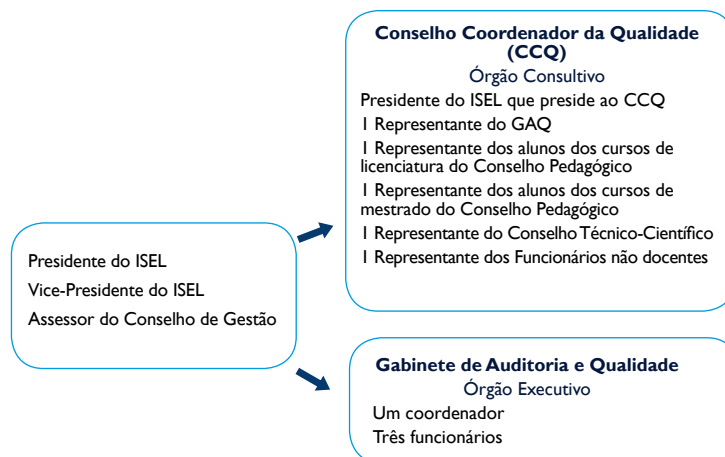 Conselho Coordenador da Qualidade
(CCQ)
Órgão Consultivo
Presidente do ISEL que preside ao CCQ
1 Representante do GAQ
1 Representante dos alunos dos cursos de
licenciatura do Conselho Pedagógico
1 Representante dos alunos dos cursos de
mestrado do Conselho Pedagógico
1 Representante do Conselho Técnico-Científico
1 Representante dos Funcionários não docentes
Presidente do ISEL
Vice-Presidente do ISEL
Assessor do Conselho de Gestão
Gabinete de Auditoria e Qualidade
Órgão Executivo
Um coordenador
Três funcionários